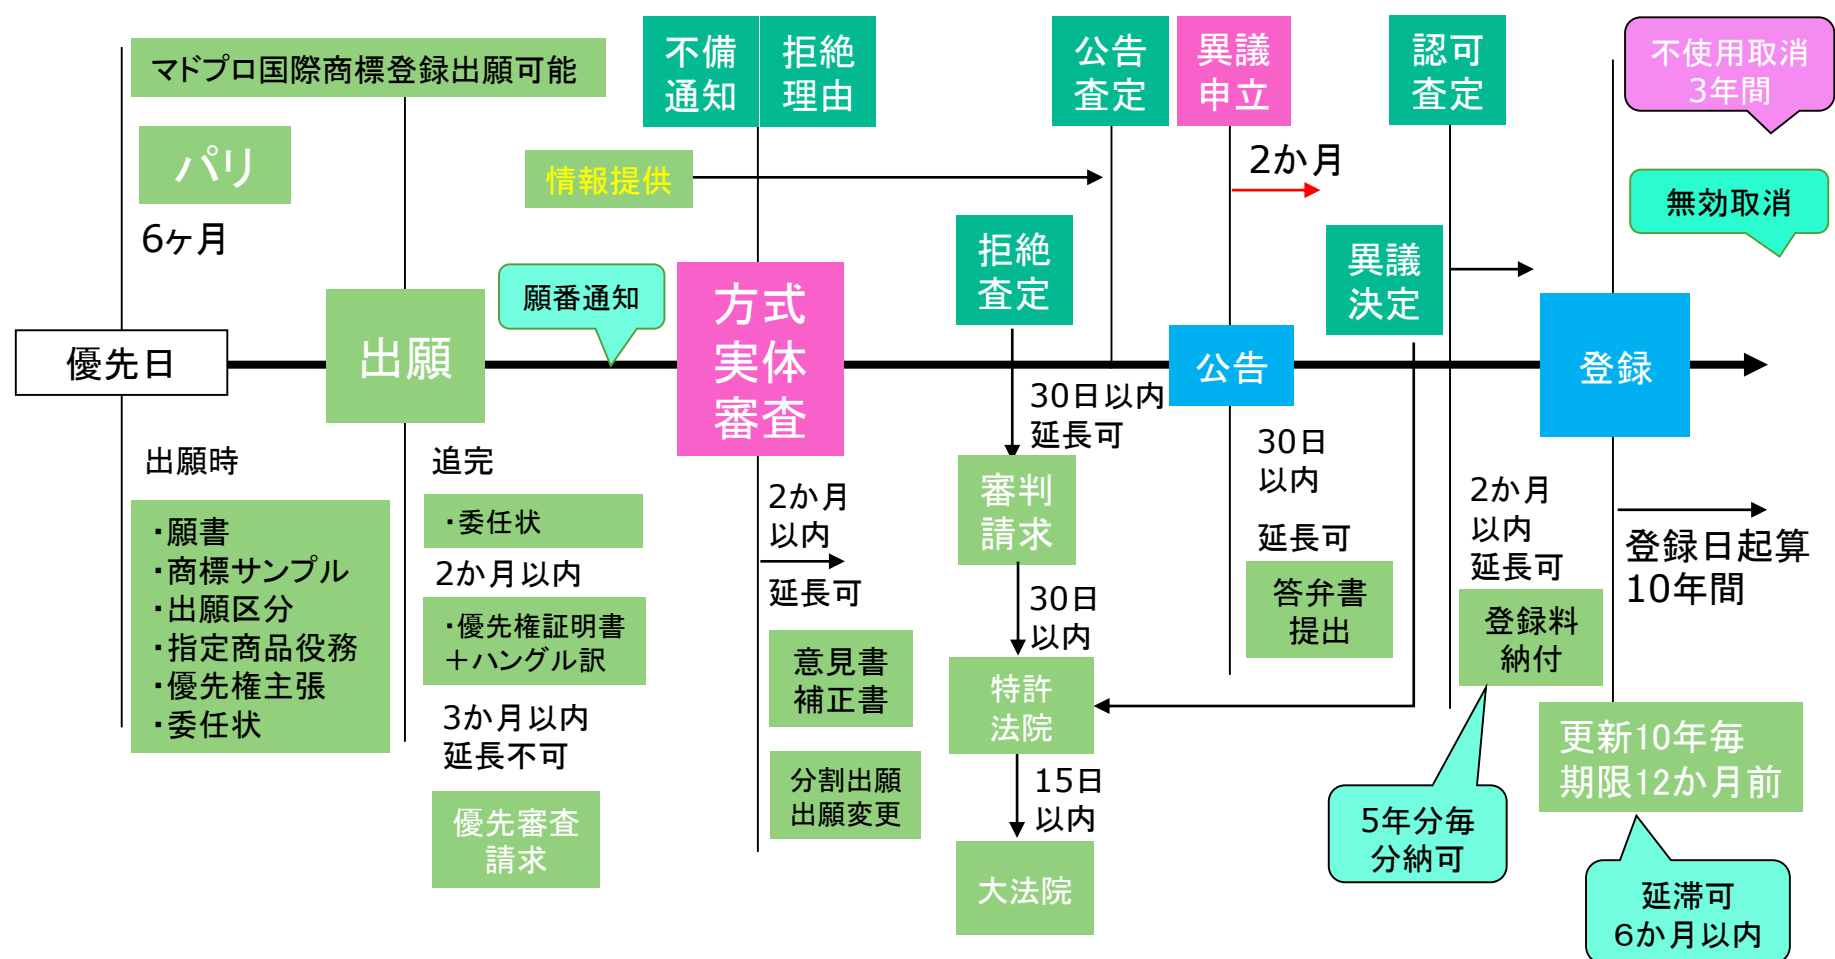 マドプロ国際商標登録出願可能
パリ
6ヶ月
優先日
出願時
・願書
・商標サンプル
・出願区分
・指定商品役務
・優先権主張
・委任状
出願
追完
・委任状
2か月以内
・優先権証明書
＋ハングル訳
3か月以内
延長不可
優先審査
請求
願番通知
情報提供
不備
通知
拒絶
理由
方式
実体
審査
2か月
以内
延長可
意見書
補正書
分割出願
出願変更
拒絶
査定
30日以内
延長可
審判
請求
30日
以内
特許
法院
15日
以内
大法院
公告
査定
異議
申立
2か月
公告
30日
以内
延長可
答弁書
提出
異議
決定
認可
査定
2か月
以内
延長可
登録料
納付
5年分毎
分納可
不使用取消
3年間
無効取消
登録
登録日起算
10年間
更新10年毎
期限12か月前
延滞可
６か月以内